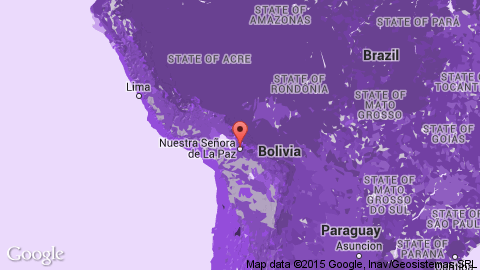 STATE OF
AMAZONAS
STATE OF PARÁ
STATE OF ACRE
Brazil
STATE OF
RONDÔNIA
STATE OF
TOCANTI
Lima
STATE OF
MATO
GROSSO
STATE OF
GOIÁS
Nuestra Señora
de La Paz
Bolivia
STATE OF
MATO
GROSSO
DO SUL
STATE OF
SÃO PAUL
Paraguay
Asuncion
STATE OF
PARANÁ
Google
Map data ©2015 Google, Inav/Geosistemas SRL